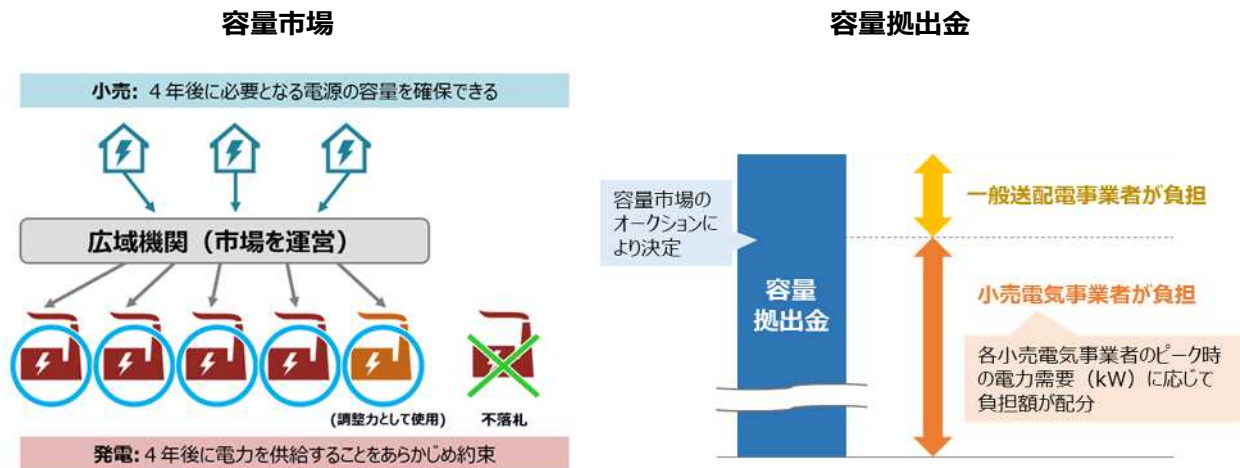 容量市場
小売: 4年後に必要となる電源の容量を確保できる
広域機関（市場を運営）
(調整力として使用)
不落札
発電: 4年後に電力を供給することをあらかじめ約束
容量拠出金
容量市場の
オークションに
より決定
容量
拠出金
一般送配電事業者が負担
小売電気事業者が負担
各小売電気事業者のピーク時
の電力需要（kW）に応じて
負担額が配分